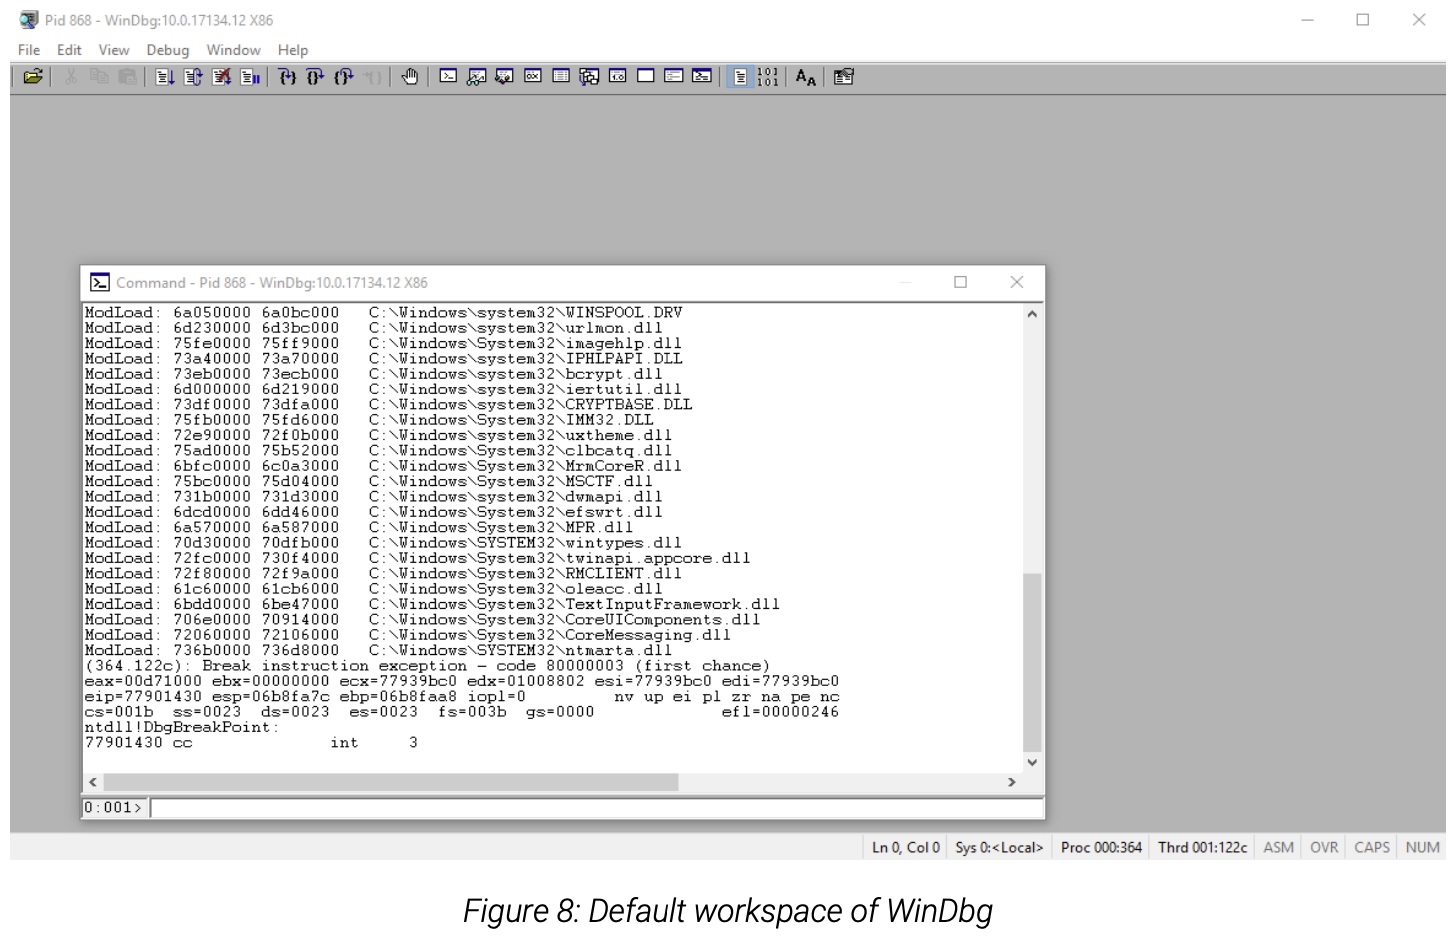 Pid 868 - WinDbg:10.0.17134.12 X86
File Edit View Debug Window Help
Command - Pid 868 - WinDbg:10.0.17134.12 X86
ModLoad: 6a050000 6a0bc000   C:\Windows\system32\WINSPOOL.DRV
ModLoad: 6d230000 6d3bc000   C:\Windows\system32\urlmon.dll
ModLoad: 75fe0000 75ff9000   C:\Windows\System32\imagehlp.dll
ModLoad: 73a40000 73a70000   C:\Windows\system32\IPHLPAPI.DLL
ModLoad: 73eb0000 73ecb000   C:\Windows\system32\bcrypt.dll
ModLoad: 6d000000 6d219000   C:\Windows\system32\iertutil.dll
ModLoad: 73df0000 73dfa000   C:\Windows\system32\CRYPTBASE.DLL
ModLoad: 75fb0000 75fd6000   C:\Windows\System32\IMM32.DLL
ModLoad: 72e90000 72f0b000   C:\Windows\system32\uxtheme.dll
ModLoad: 75ad0000 75b52000   C:\Windows\System32\clbcatq.dll
ModLoad: 6bfc0000 6c0a3000   C:\Windows\System32\MrmCoreR.dll
ModLoad: 75bc0000 75d04000   C:\Windows\System32\MSCTF.dll
ModLoad: 731b0000 731d3000   C:\Windows\system32\dwmapi.dll
ModLoad: 6dcd0000 6dd46000   C:\Windows\System32\efswrt.dll
ModLoad: 6a570000 6a587000   C:\Windows\System32\MPR.dll
ModLoad: 70d30000 70dfb000   C:\Windows\SYSTEM32\wintypes.dll
ModLoad: 72fc0000 730f4000   C:\Windows\System32\twinapi.appcore.dll
ModLoad: 72f80000 72f9a000   C:\Windows\System32\RMCLIENT.dll
ModLoad: 61c60000 61cb6000   C:\Windows\System32\oleacc.dll
ModLoad: 6bdd0000 6be47000   C:\Windows\System32\TextInputFramework.dll
ModLoad: 706e0000 70914000   C:\Windows\System32\CoreUIComponents.dll
ModLoad: 72060000 72106000   C:\Windows\System32\CoreMessaging.dll
ModLoad: 736b0000 736d8000   C:\Windows\SYSTEM32\ntmarta.dll
(364.122c): Break instruction exception - code 80000003 (first chance)
eax=00d71000 ebx=00000000 ecx=77939bc0 edx=01008802 esi=77939bc0 edi=77939bc0
eip=77901430 esp=06b8fa7c ebp=06b8faa8 iopl=0         nv up ei pl zr na pe nc
cs=001b  ss=0023  ds=0023  es=0023  fs=003b  gs=0000             efl=00000246
ntdll!DbgBreakPoint:
77901430 cc              int     3
0:001>
Ln 0, Col 0 Sys 0:<Local> Proc 000:364 Thrd 001:122c ASM OVR CAPS NUM
Figure 8: Default workspace of WinDbg